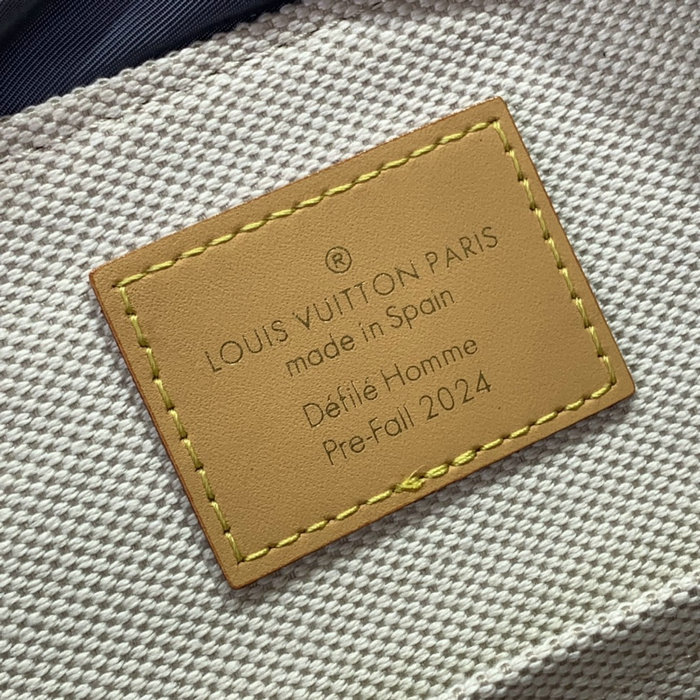 ®
LOUIS VUITTON PARIS
made in Spain
Défilé Homme
Pre-Fall 2024